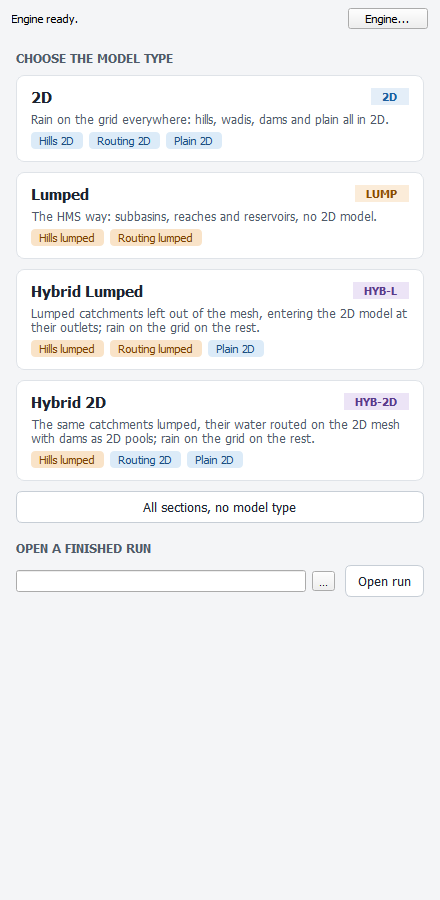 Engine ready.
Engine...
CHOOSE THE MODEL TYPE
2D
2D
Rain on the grid everywhere: hills, wadis, dams and plain all in 2D.
Hills 2D Routing 2D Plain 2D
Lumped
LUMP
The HMS way: subbasins, reaches and reservoirs, no 2D model.
Hills lumped Routing lumped
Hybrid Lumped
HYB-L
Lumped catchments left out of the mesh, entering the 2D model at
their outlets; rain on the grid on the rest.
Hills lumped Routing lumped Plain 2D
Hybrid 2D
HYB-2D
The same catchments lumped, their water routed on the 2D mesh
with dams as 2D pools; rain on the grid on the rest.
Hills lumped Routing 2D Plain 2D
All sections, no model type
OPEN A FINISHED RUN
... Open run